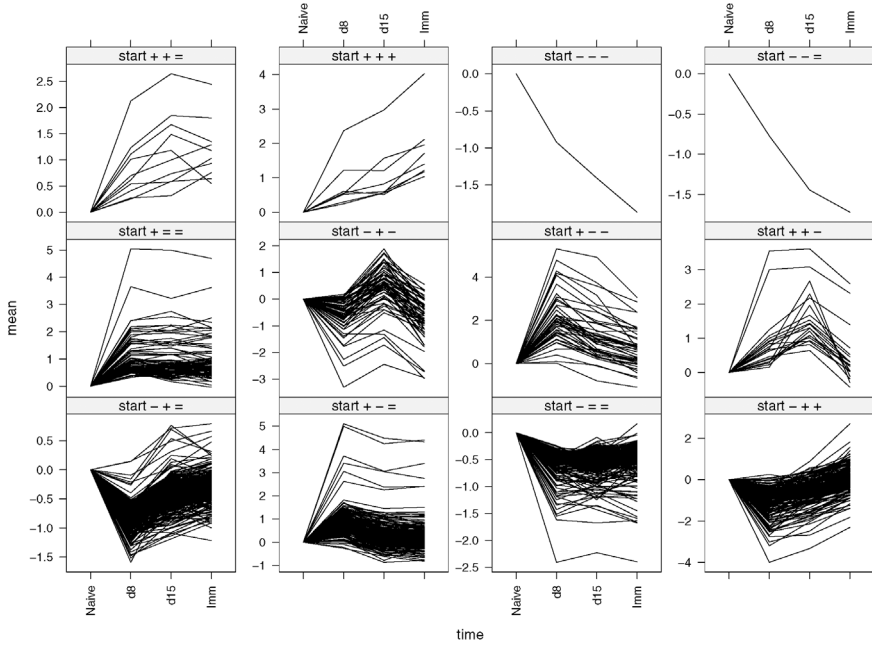 Naive d8 d15 Imm Naive d8 d15 Imm
start + + = start + + + start − − − start − − =
2.5 4 0.0 0.0
2.0 3 −0.5 −0.5
1.5 2 −1.0 −1.0
1.0 1 −1.5 −1.5
0.5 0
0.0
start + = = start − + − start + − − start + + −
5 2 4 3
4 1 2 2
3 0 0 1
2 −1 0
1 −2
0 −3
mean
start − + = start + − = start − = = start − + +
0.5 5 0.0 2
0.0 4 −0.5 0
−0.5 3 −1.0 −2
−1.0 2 −1.5 −4
−1.5 1 −2.0
0 −2.5
−1
Naive d8 d15 Imm Naive d8 d15 Imm
time